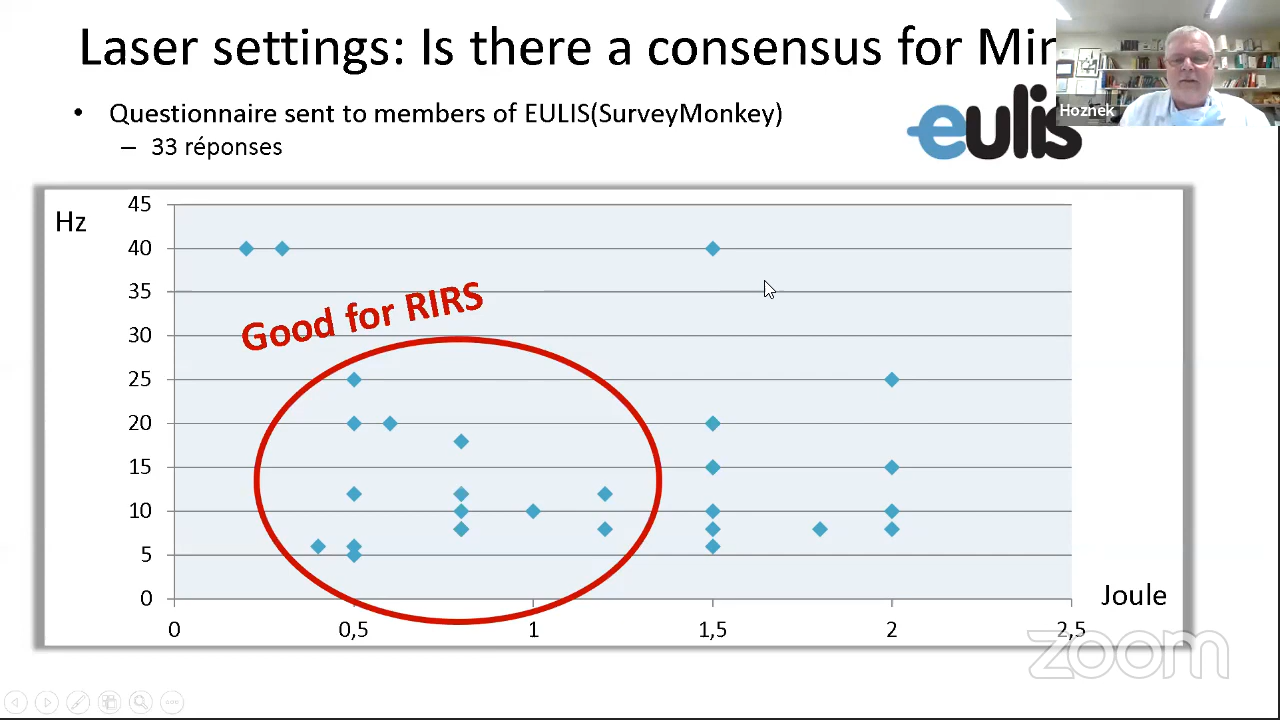 Laser settings: Is there a consensus for
• Questionnaire sent to members of EULIS(SurveyMonkey)
– 33 réponses
Hoznek
eulis
Hz
45
40
35
30
25
20
15
10
5
0
Good for RIRS
0
0,5
1
1,5
2
2,5
Joule
zoom